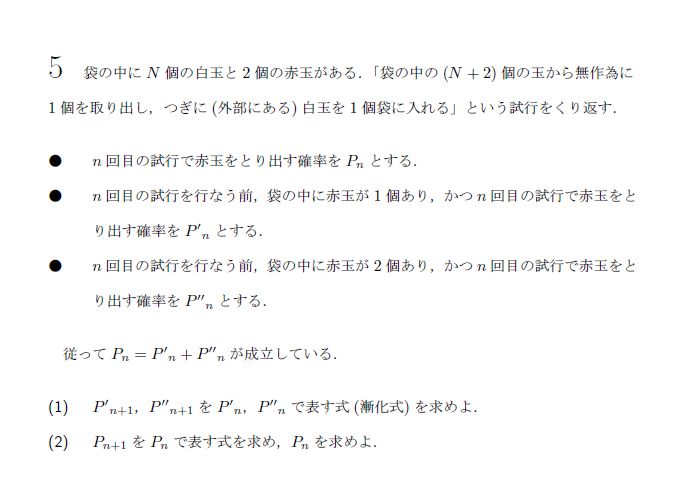 5 袋の中に N 個の白玉と 2 個の赤玉がある．「袋の中の (N + 2) 個の玉から無作為に
1 個を取り出し，つぎに (外部にある) 白玉を 1 個袋に入れる」という試行をくり返す．
● n 回目の試行で赤玉をとり出す確率を Pₙ とする．
● n 回目の試行を行なう前，袋の中に赤玉が 1 個あり，かつ n 回目の試行で赤玉をと
り出す確率を P′ₙ とする．
● n 回目の試行を行なう前，袋の中に赤玉が 2 個あり，かつ n 回目の試行で赤玉をと
り出す確率を P″ₙ とする．
従って Pₙ = P′ₙ + P″ₙ が成立している．
(1) P′ₙ₊₁，P″ₙ₊₁ を P′ₙ，P″ₙ で表す式 (漸化式) を求めよ．
(2) Pₙ₊₁ を Pₙ で表す式を求め，Pₙ を求めよ．